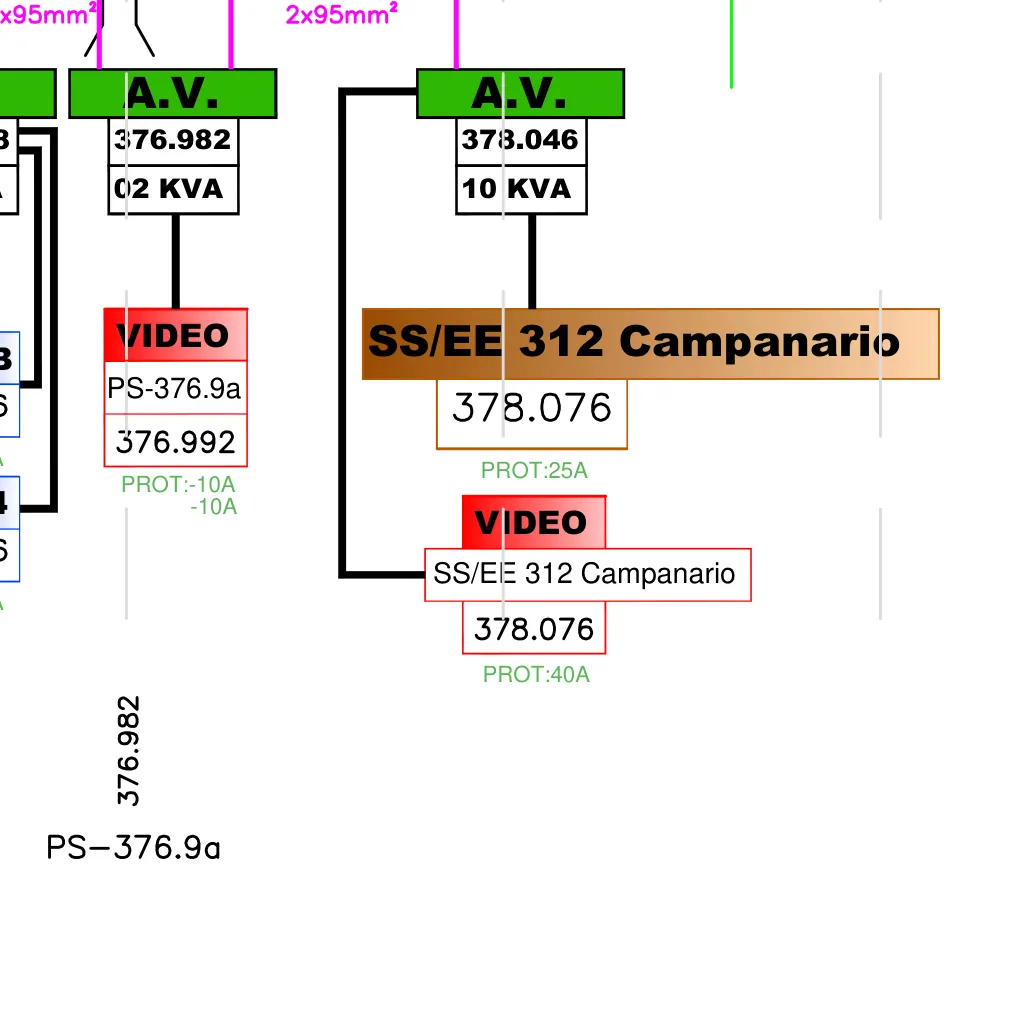 x95mm²
2x95mm²
A.V.
376.982
02 KVA
VIDEO
PS-376.9a
376.992
PROT:-10A
-10A
A.V.
378.046
10 KVA
SS/EE 312 Campanario
378.076
PROT:25A
VIDEO
SS/EE 312 Campanario
378.076
PROT:40A
376.982
PS-376.9a